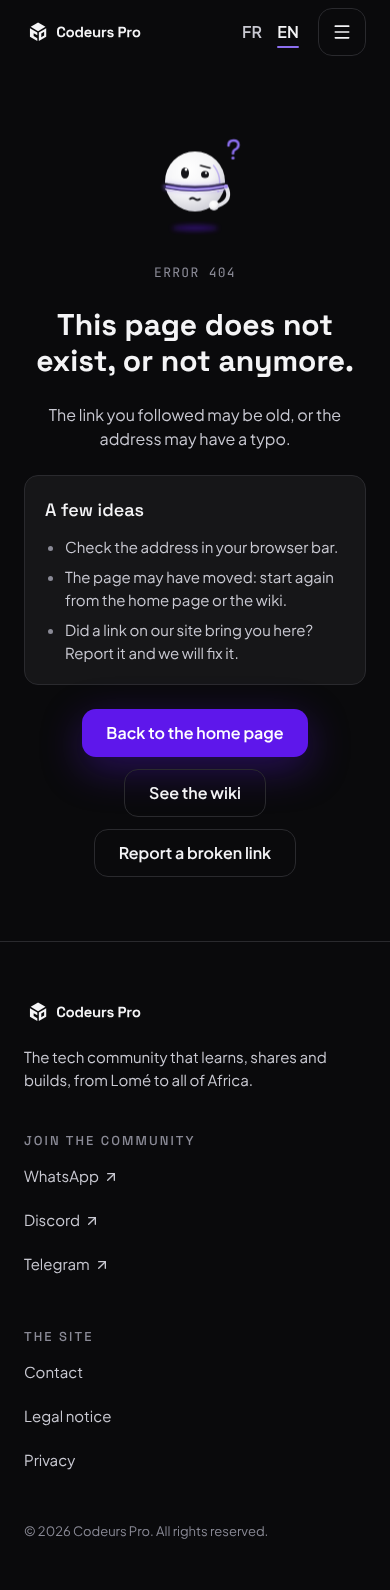 Codeurs Pro
FR EN
?
ERROR 404
This page does not
exist, or not anymore.
The link you followed may be old, or the
address may have a typo.
A few ideas
Check the address in your browser bar.
The page may have moved: start again
from the home page or the wiki.
Did a link on our site bring you here?
Report it and we will fix it.
Back to the home page
See the wiki
Report a broken link
Codeurs Pro
The tech community that learns, shares and
builds, from Lomé to all of Africa.
JOIN THE COMMUNITY
WhatsApp
Discord
Telegram
THE SITE
Contact
Legal notice
Privacy
© 2026 Codeurs Pro. All rights reserved.